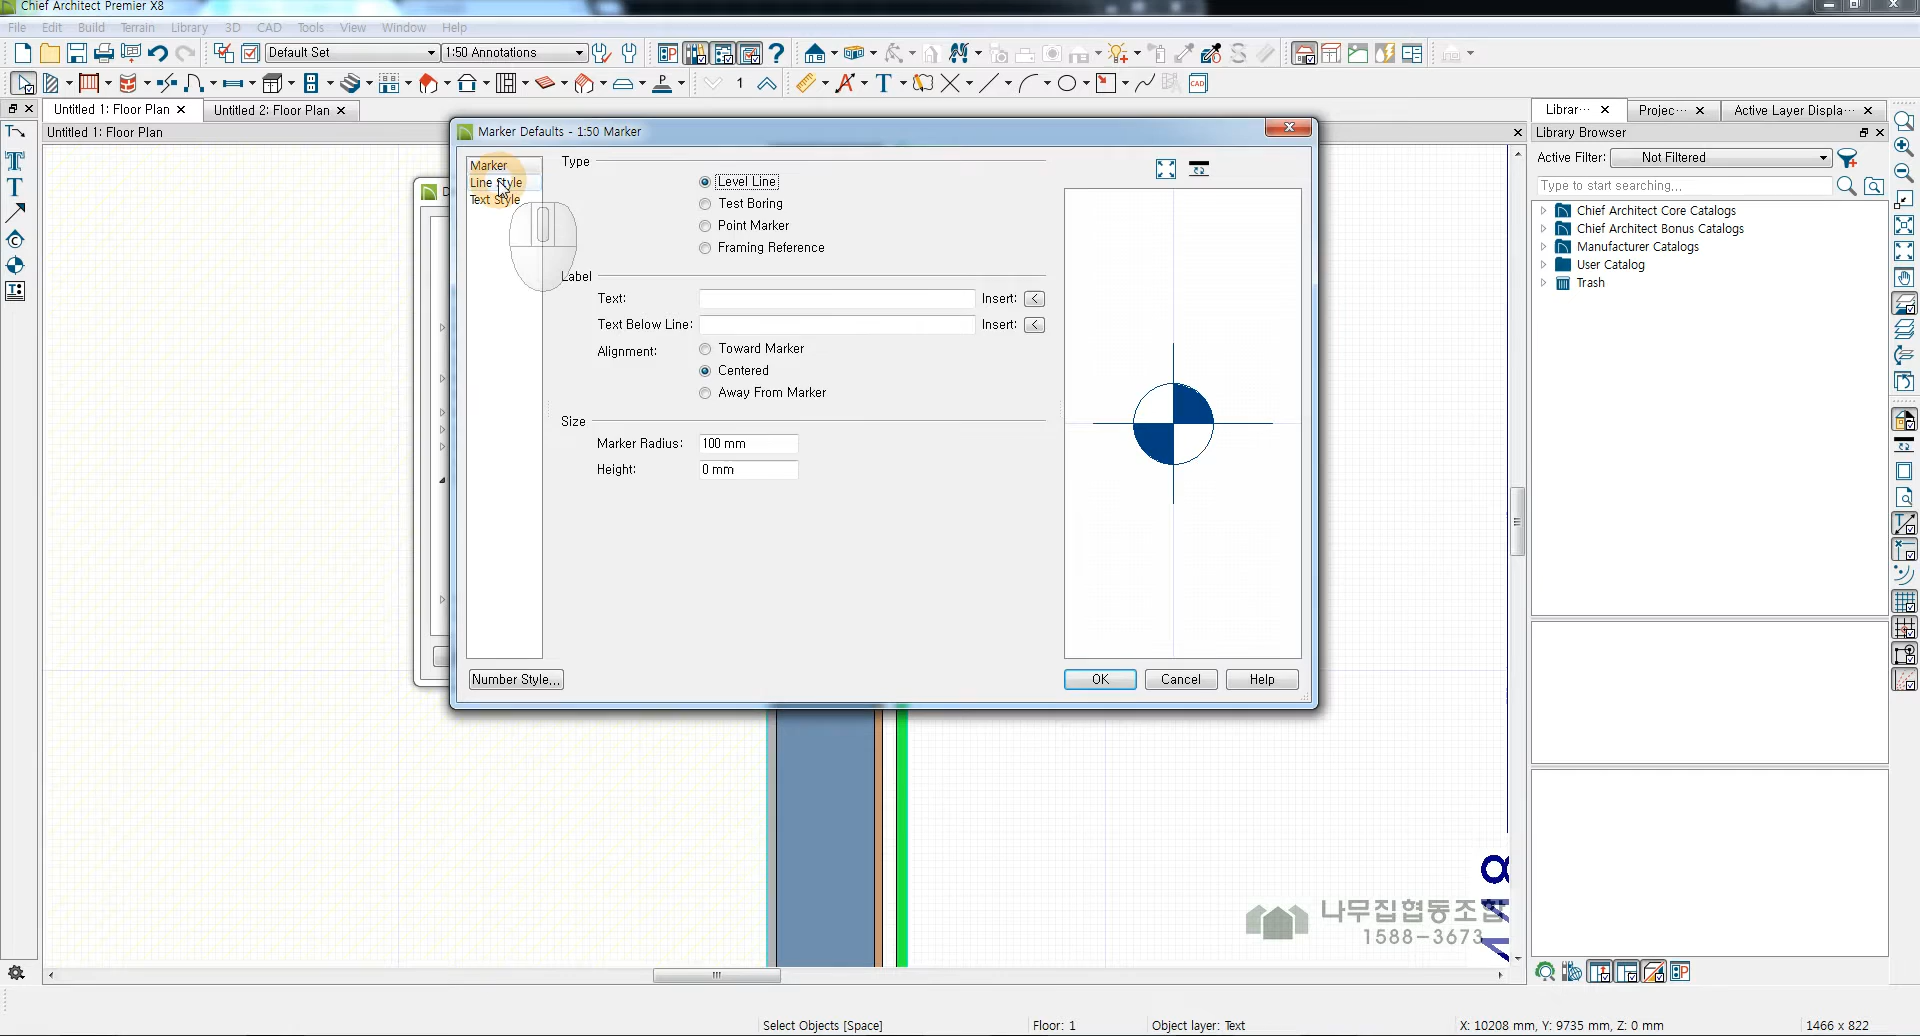 Chief Architect Premier X8
File Edit Build Terrain Library 3D CAD Tools View Window Help
Default Set 1:50 Annotations
1
Untitled 1: Floor Plan Untitled 2: Floor Plan
Untitled 1: Floor Plan
Marker Defaults - 1:50 Marker
Marker
Line Style
Text Style
Type
Level Line
Test Boring
Point Marker
Framing Reference
Label
Text: Insert:
Text Below Line: Insert:
Alignment:
Toward Marker
Centered
Away From Marker
Size
Marker Radius: 100 mm
Height: 0 mm
Number Style... OK Cancel Help
Librar··· Projec··· Active Layer Displa···
Library Browser
Active Filter: Not Filtered
Type to start searching...
Chief Architect Core Catalogs
Chief Architect Bonus Catalogs
Manufacturer Catalogs
User Catalog
Trash
나무집협동조합
1588-3673
Select Objects [Space] Floor: 1 Object layer: Text X: 10208 mm, Y: 9735 mm, Z: 0 mm 1466 x 822